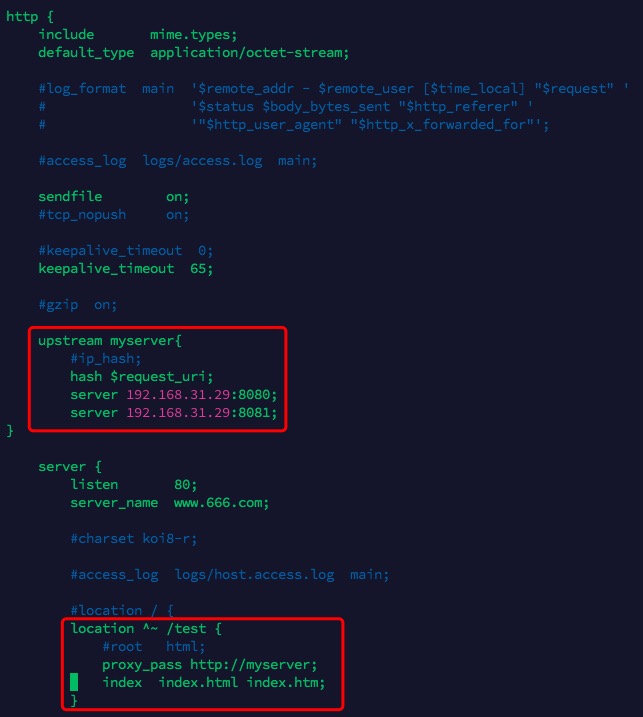 http {
    include       mime.types;
    default_type  application/octet-stream;
    #log_format  main  '$remote_addr - $remote_user [$time_local] "$request" '
    #                  '$status $body_bytes_sent "$http_referer" '
    #                  '"$http_user_agent" "$http_x_forwarded_for"';
    #access_log  logs/access.log  main;
    sendfile        on;
    #tcp_nopush     on;
    #keepalive_timeout  0;
    keepalive_timeout  65;
    #gzip  on;
    upstream myserver{
        #ip_hash;
        hash $request_uri;
        server 192.168.31.29:8080;
        server 192.168.31.29:8081;
}
    server {
        listen       80;
        server_name  www.666.com;
        #charset koi8-r;
        #access_log  logs/host.access.log  main;
        #location / {
        location ^~ /test {
            #root   html;
            proxy_pass http://myserver;
            index  index.html index.htm;
        }